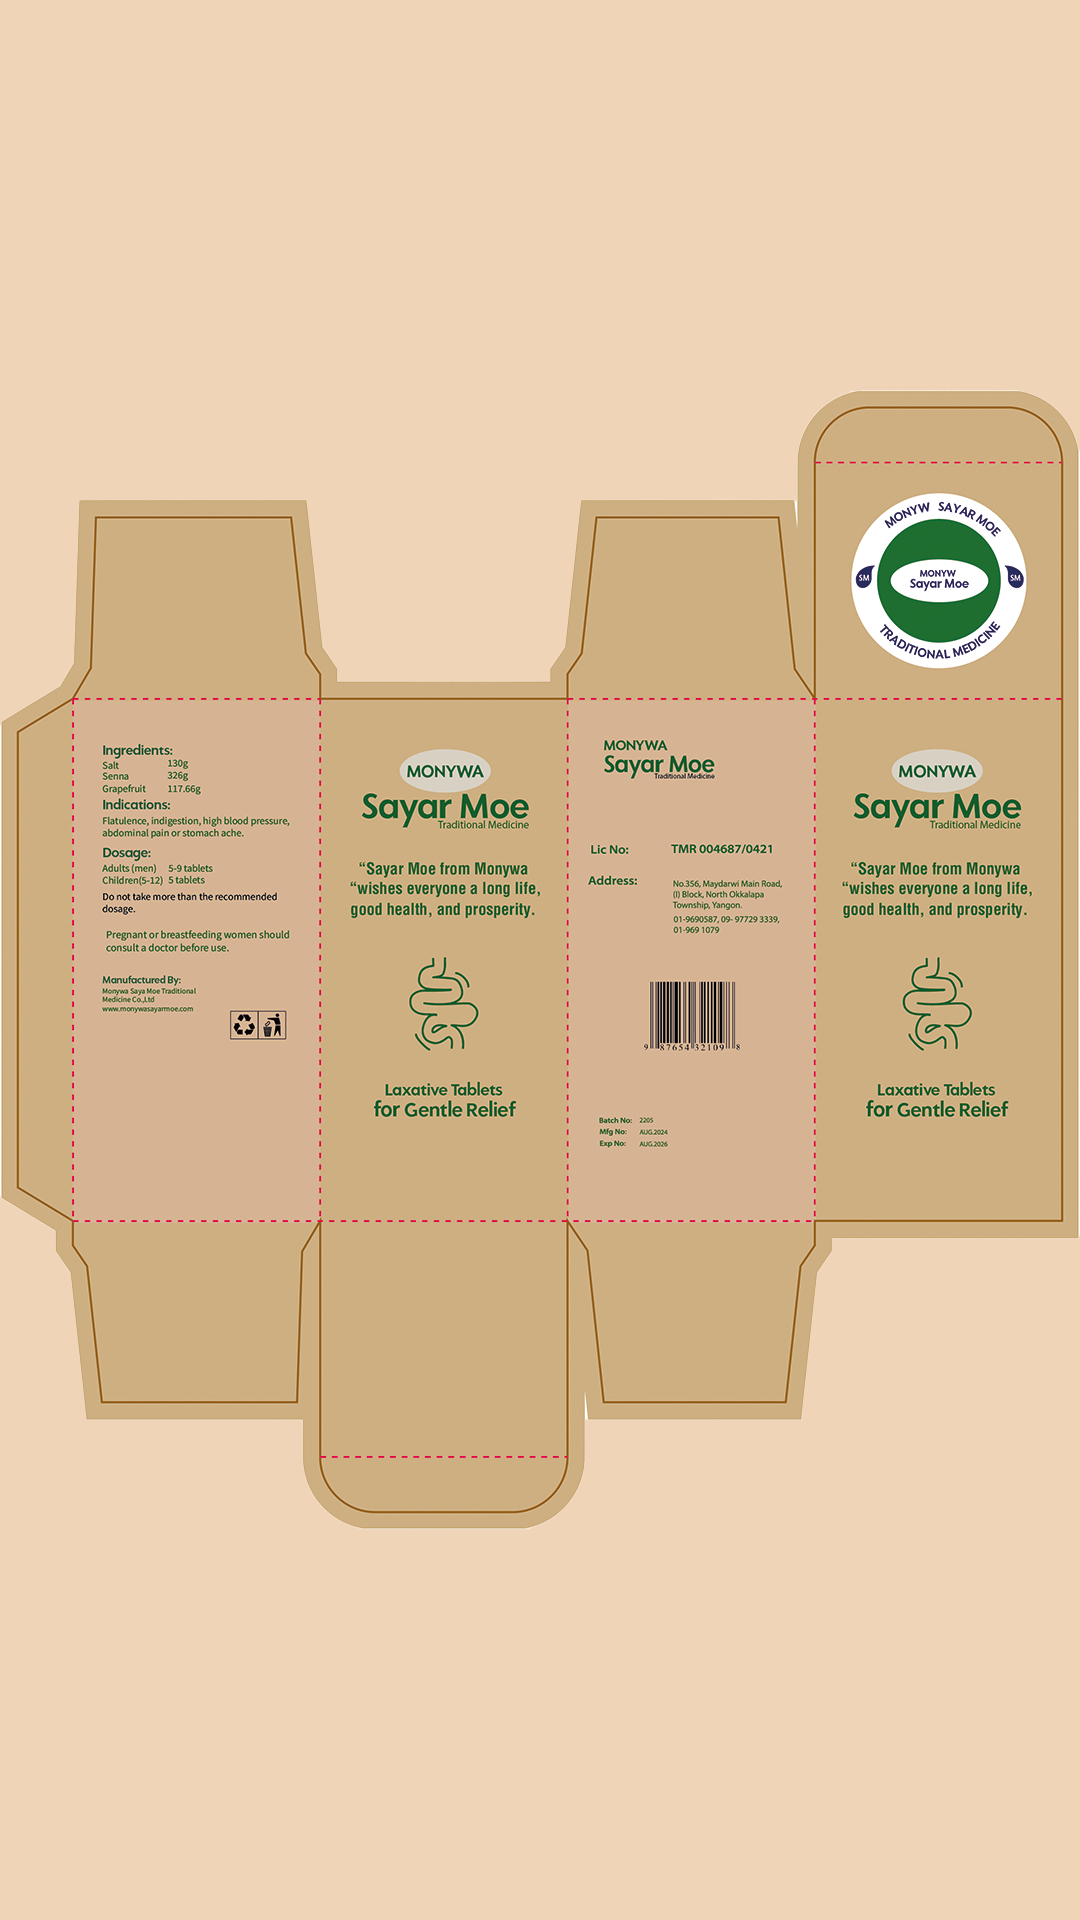 MONYW SAYAR MOE
SM
MONYW
Sayar Moe
SM
TRADITIONAL MEDICINE
Ingredients:
Salt 130g
Senna 326g
Grapefruit 117.66g
Indications:
Flatulence, indigestion, high blood pressure,
abdominal pain or stomach ache.
Dosage:
Adults (men) 5-9 tablets
Children(5-12) 5 tablets
Do not take more than the recommended
dosage.
Pregnant or breastfeeding women should
consult a doctor before use.
Manufactured By:
Monywa Saya Moe Traditional
Medicine Co.,Ltd
www.monywasayarmoe.com
MONYWA
Sayar Moe
Traditional Medicine
“Sayar Moe from Monywa
“wishes everyone a long life,
good health, and prosperity.
Laxative Tablets
for Gentle Relief
MONYWA
Sayar Moe
Traditional Medicine
Lic No: TMR 004687/0421
Address: No.356, Maydarwi Main Road,
(I) Block, North Okkalapa
Township, Yangon.
01-9690587, 09- 97729 3339,
01-969 1079
9 87654 32109 8
Batch No: 2205
Mfg No: AUG.2024
Exp No: AUG.2026
MONYWA
Sayar Moe
Traditional Medicine
“Sayar Moe from Monywa
“wishes everyone a long life,
good health, and prosperity.
Laxative Tablets
for Gentle Relief